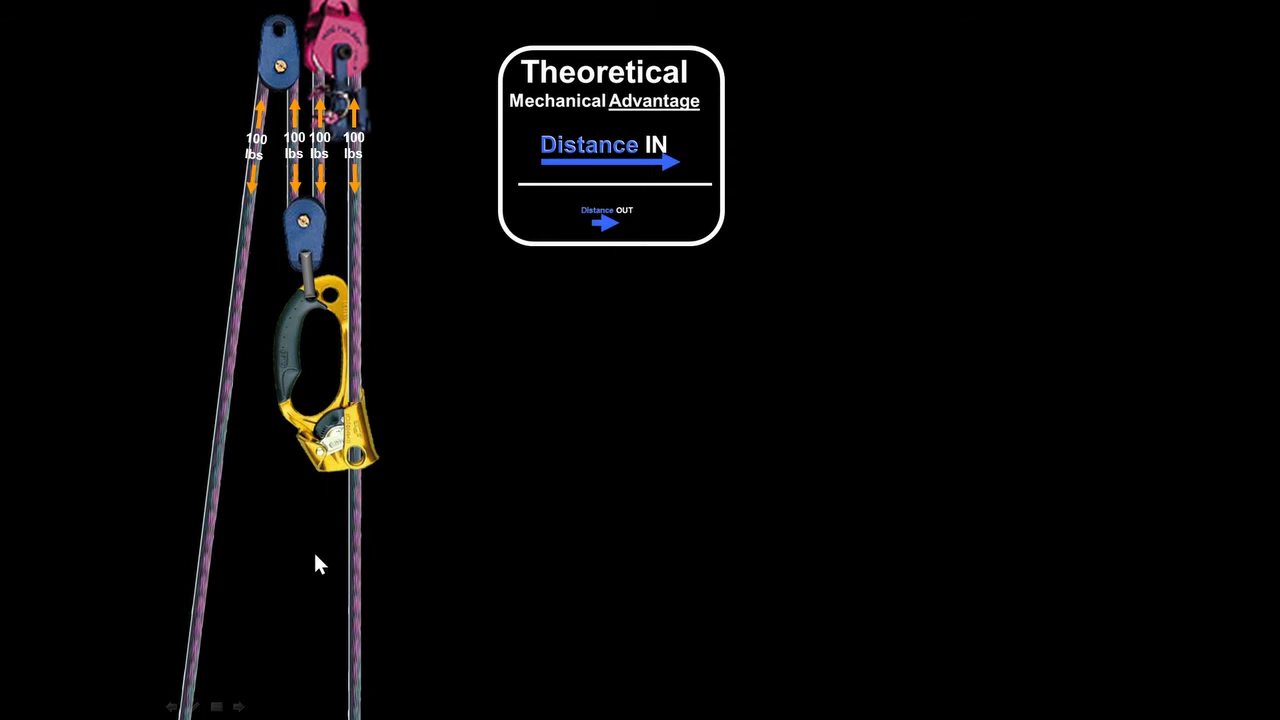 100 lbs
100 lbs
100 lbs
100 lbs
Theoretical
Mechanical Advantage
Distance IN
Distance OUT